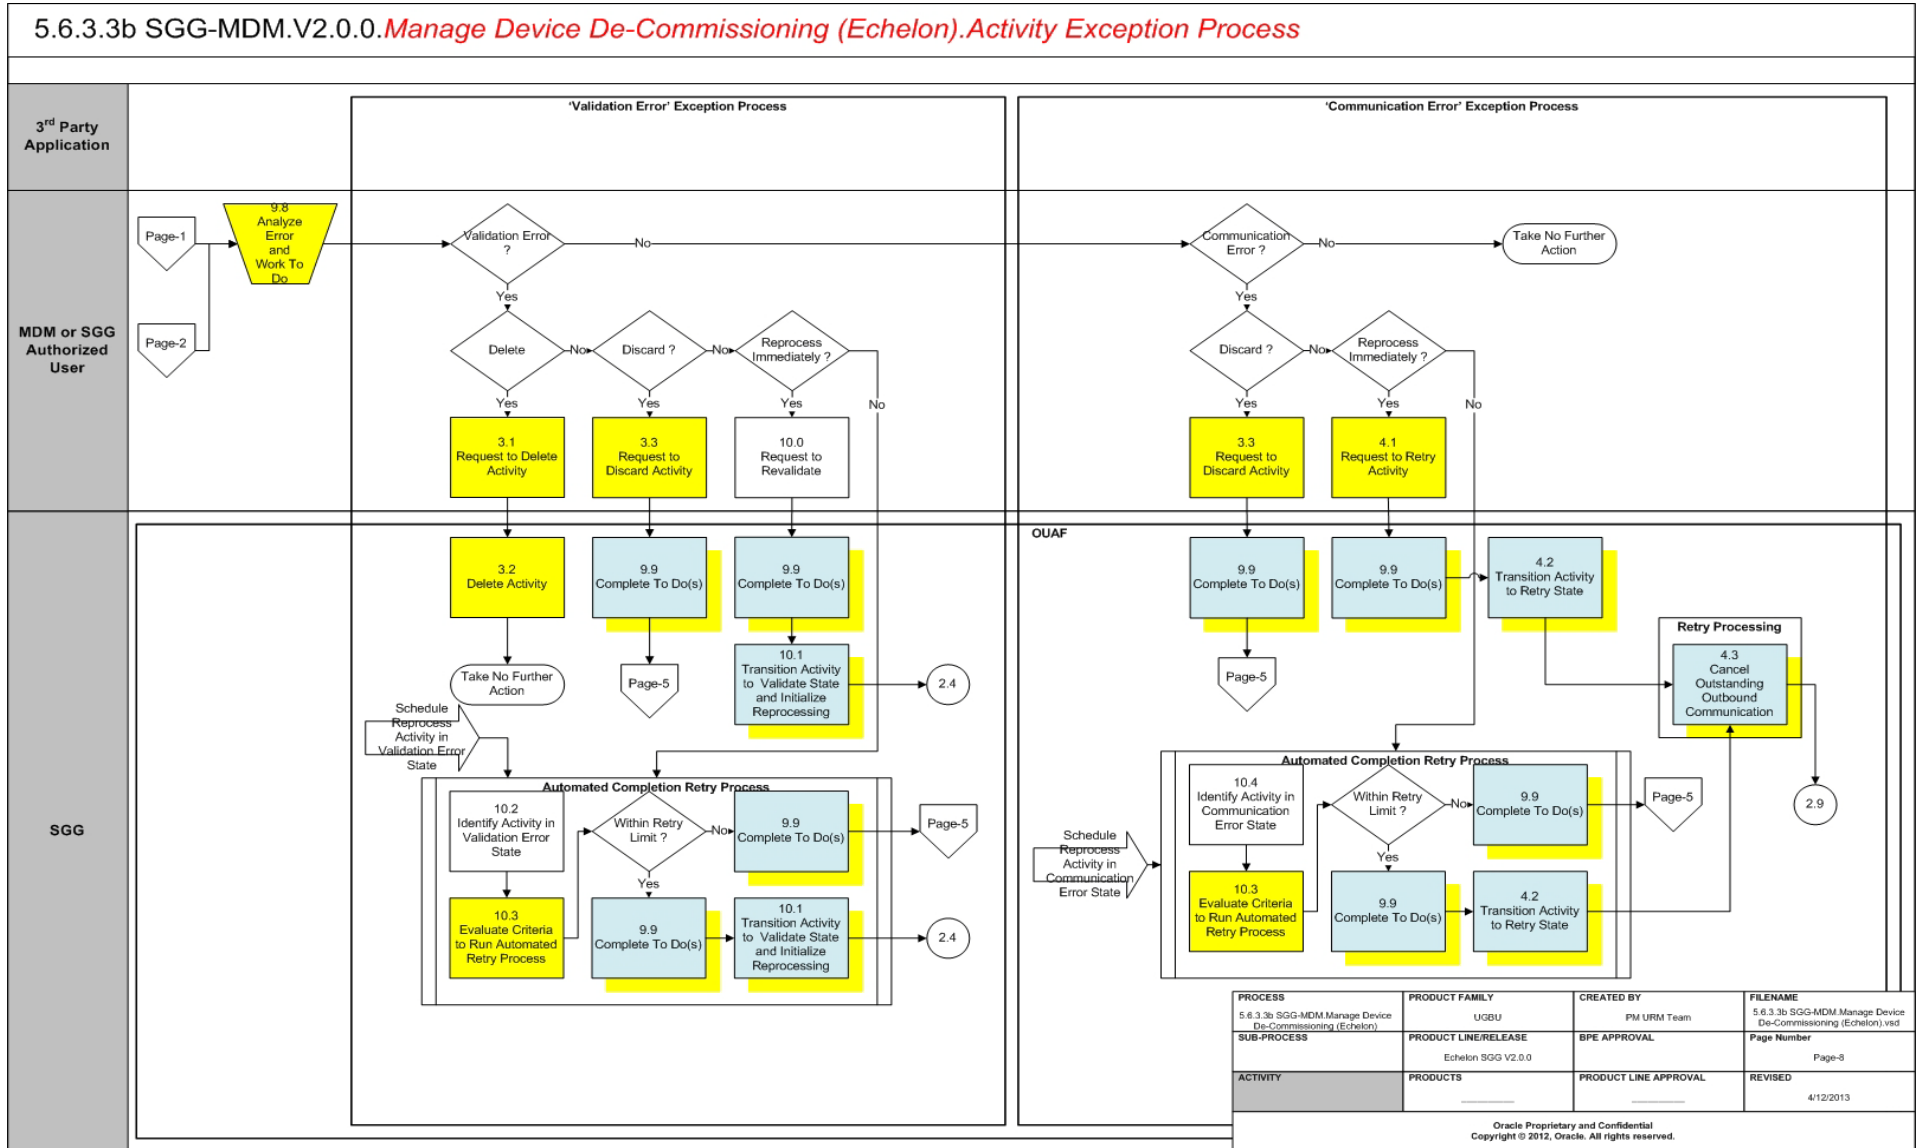 5.6.3.3b SGG-MDM.V2.0.0.Manage Device De-Commissioning (Echelon).Activity Exception Process
3rd Party
Application
'Validation Error' Exception Process
'Communication Error' Exception Process
MDM or SGG
Authorized
User
Page-1
Page-2
9.8
Analyze
Error
and
Work To
Do
Validation Error
?
No
Yes
Delete
No
Discard ?
No
Reprocess
Immediately ?
No
Yes
Yes
Yes
3.1
Request to Delete
Activity
3.3
Request to
Discard Activity
10.0
Request to
Revalidate
Communication
Error ?
No
Take No Further
Action
Yes
Discard ?
No
Reprocess
Immediately ?
No
Yes
Yes
3.3
Request to
Discard Activity
4.1
Request to Retry
Activity
SGG
OUAF
3.2
Delete Activity
9.9
Complete To Do(s)
9.9
Complete To Do(s)
Take No Further
Action
Page-5
10.1
Transition Activity
to Validate State
and Initialize
Reprocessing
2.4
Schedule
Reprocess
Activity in
Validation Error
State
Automated Completion Retry Process
10.2
Identify Activity in
Validation Error
State
Within Retry
Limit ?
No
9.9
Complete To Do(s)
Page-5
Yes
10.3
Evaluate Criteria
to Run Automated
Retry Process
9.9
Complete To Do(s)
10.1
Transition Activity
to Validate State
and Initialize
Reprocessing
2.4
9.9
Complete To Do(s)
9.9
Complete To Do(s)
4.2
Transition Activity
to Retry State
Page-5
Retry Processing
4.3
Cancel
Outstanding
Outbound
Communication
2.9
Schedule
Reprocess
Activity in
Communication
Error State
Automated Completion Retry Process
10.4
Identify Activity in
Communication
Error State
Within Retry
Limit ?
No
9.9
Complete To Do(s)
Page-5
Yes
10.3
Evaluate Criteria
to Run Automated
Retry Process
9.9
Complete To Do(s)
4.2
Transition Activity
to Retry State
PROCESS
5.6.3.3b SGG-MDM.Manage Device
De-Commissioning (Echelon)
PRODUCT FAMILY
UGBU
CREATED BY
PM URM Team
FILENAME
5.6.3.3b SGG-MDM.Manage Device
De-Commissioning (Echelon).vsd
SUB-PROCESS
PRODUCT LINE/RELEASE
Echelon SGG V2.0.0
BPE APPROVAL
Page Number
Page-8
ACTIVITY
PRODUCTS
PRODUCT LINE APPROVAL
REVISED
4/12/2013
Oracle Proprietary and Confidential
Copyright © 2012, Oracle. All rights reserved.